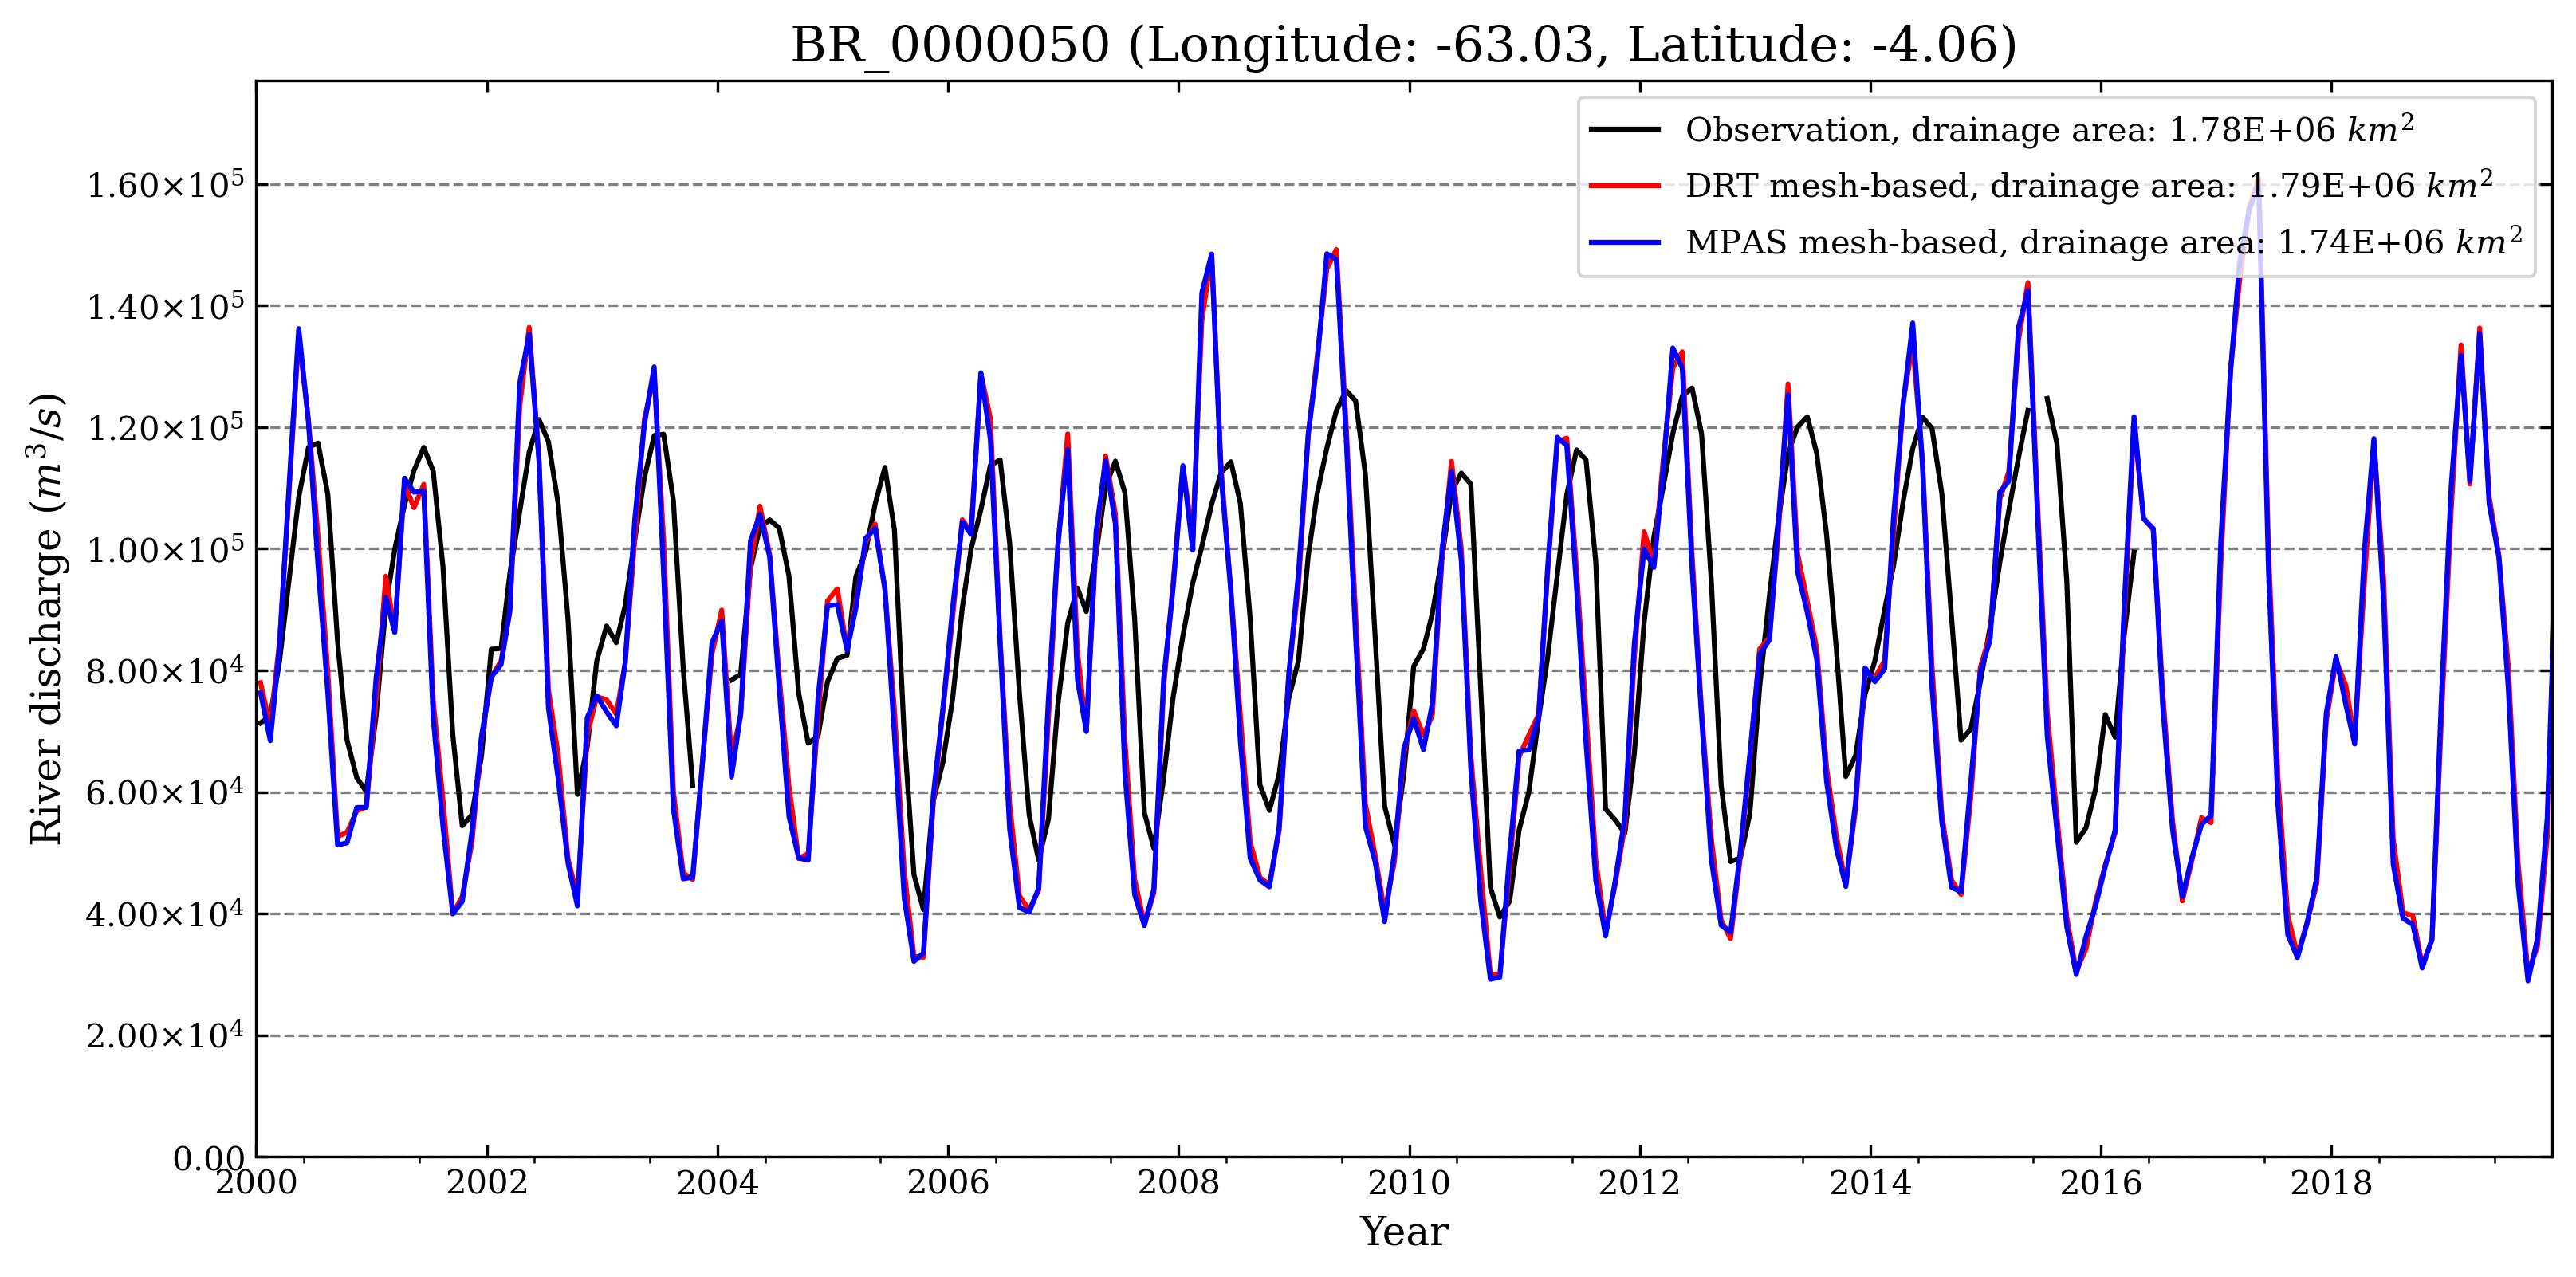 BR_0000050 (Longitude: -63.03, Latitude: -4.06)
Observation, drainage area: 1.78E+06 km²
DRT mesh-based, drainage area: 1.79E+06 km²
MPAS mesh-based, drainage area: 1.74E+06 km²
River discharge (m³/s)
1.60×10⁵
1.40×10⁵
1.20×10⁵
1.00×10⁵
8.00×10⁴
6.00×10⁴
4.00×10⁴
2.00×10⁴
0.00
2000 2002 2004 2006 2008 2010 2012 2014 2016 2018
Year